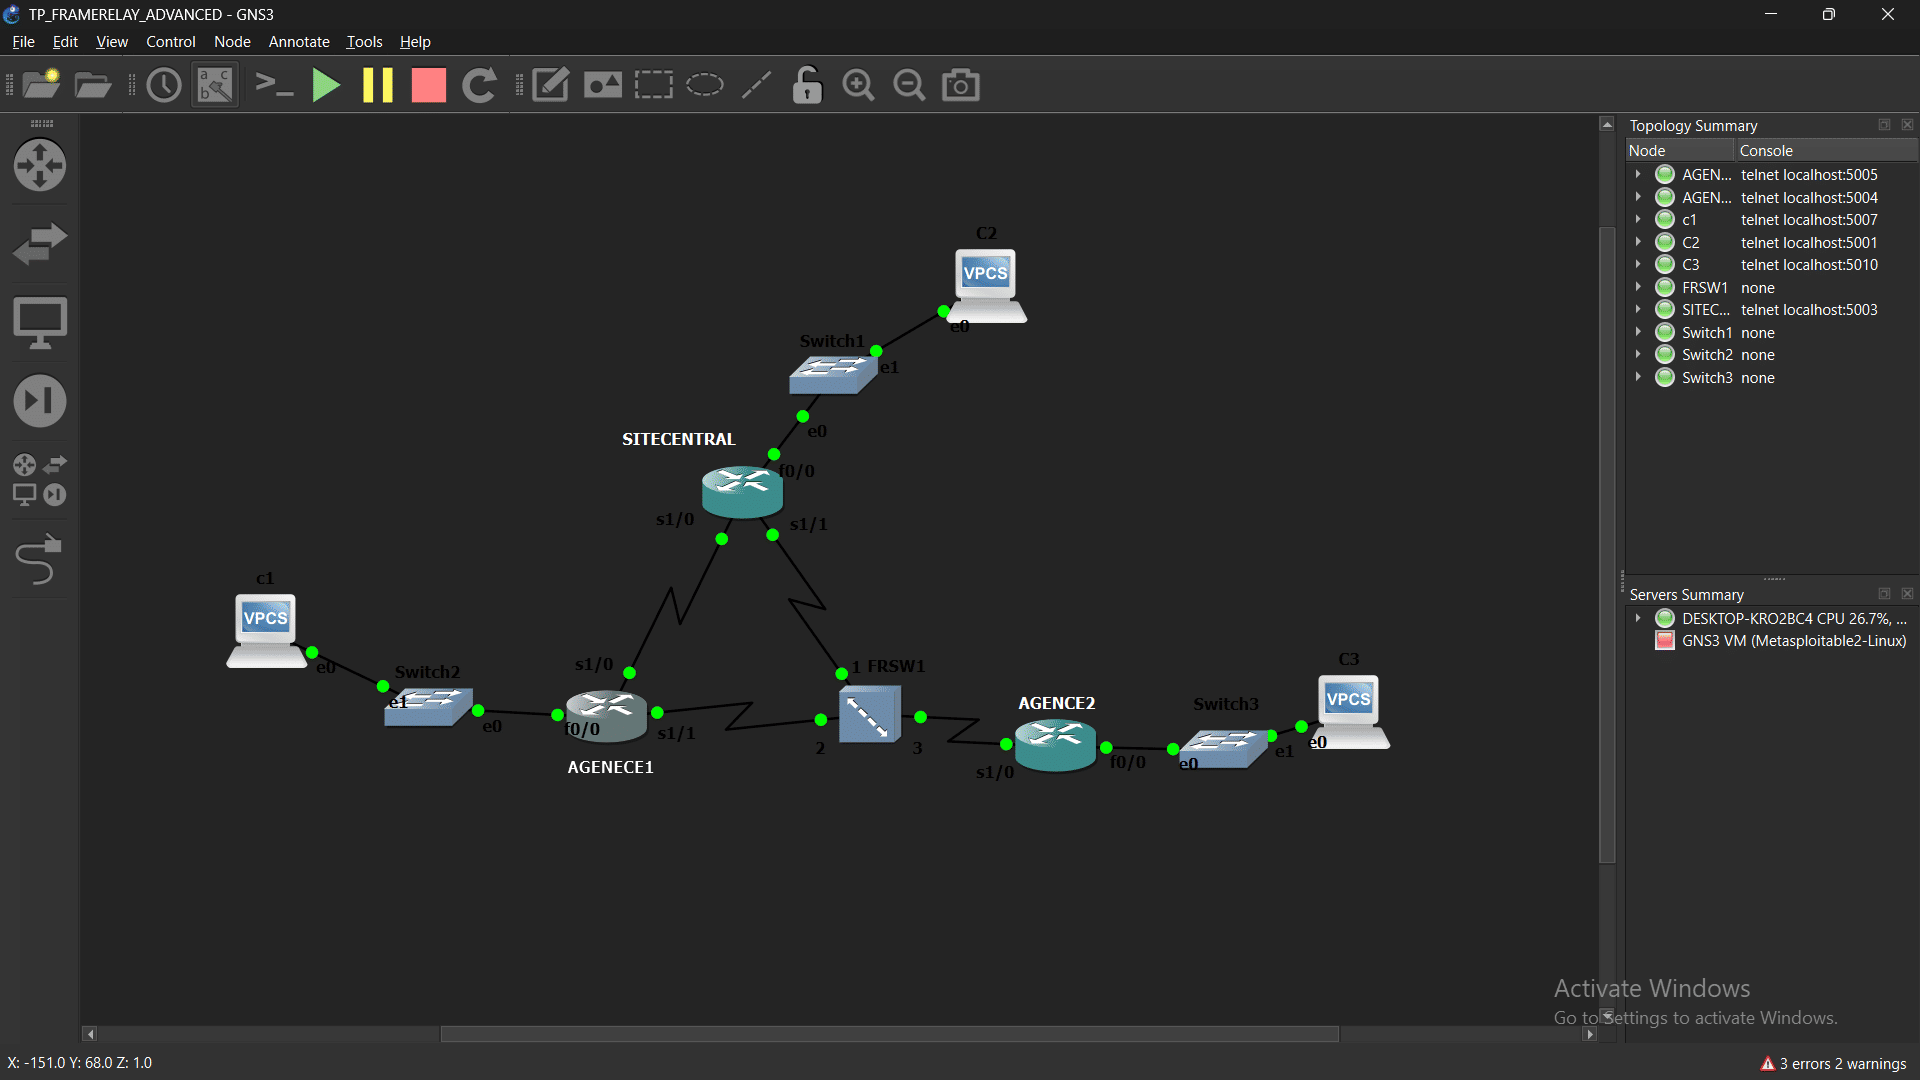 TP_FRAMERELAY_ADVANCED - GNS3
File Edit View Control Node Annotate Tools Help
a c
b
Topology Summary
Node Console
AGEN... telnet localhost:5005
AGEN... telnet localhost:5004
c1 telnet localhost:5007
C2 telnet localhost:5001
C3 telnet localhost:5010
FRSW1 none
SITEC... telnet localhost:5003
Switch1 none
Switch2 none
Switch3 none
C2
VPCS
e0
Switch1
e1
e0
SITECENTRAL
f0/0
s1/0
s1/1
c1
VPCS
e0
Switch2
e1
e0
s1/0
f0/0
s1/1
AGENECE1
1 FRSW1
2
3
AGENCE2
s1/0
f0/0
Switch3
e0
e1
C3
VPCS
e0
Servers Summary
DESKTOP-KRO2BC4 CPU 26.7%, ...
GNS3 VM (Metasploitable2-Linux)
Activate Windows
Go to Settings to activate Windows.
X: -151.0 Y: 68.0 Z: 1.0
3 errors 2 warnings